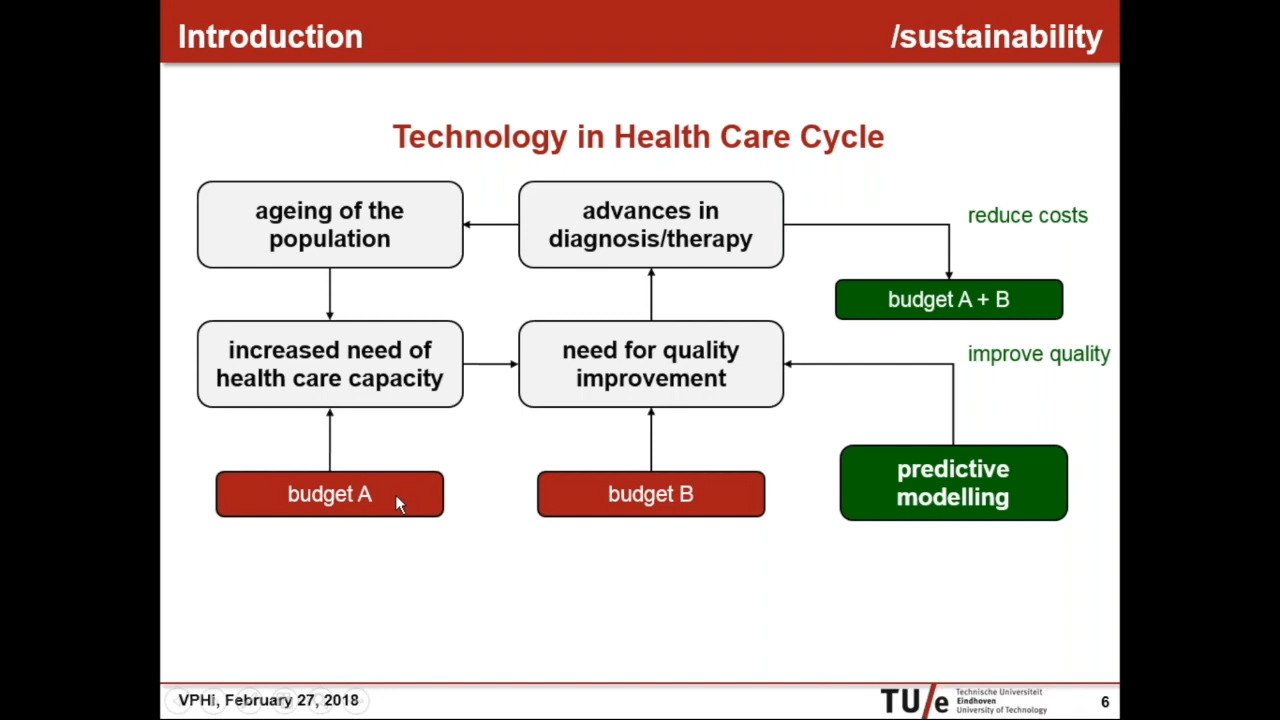 Introduction
/sustainability
Technology in Health Care Cycle
ageing of the
population
advances in
diagnosis/therapy
reduce costs
budget A + B
increased need of
health care capacity
need for quality
improvement
improve quality
budget A
budget B
predictive
modelling
VPHi, February 27, 2018
TU/e
Technische Universiteit
Eindhoven
University of Technology
6